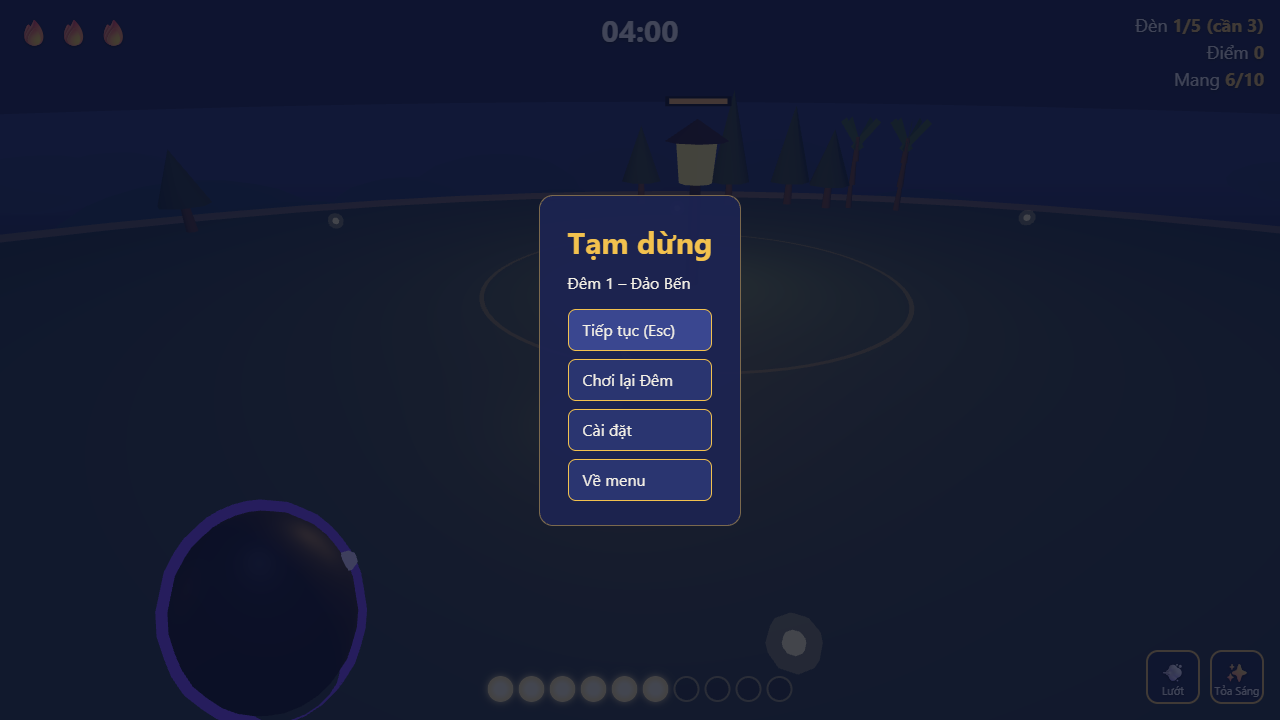 04:00
Đèn 1/5 (cần 3)
Điểm 0
Mang 6/10
Tạm dừng
Đêm 1 – Đảo Bến
Tiếp tục (Esc)
Chơi lại Đêm
Cài đặt
Về menu
Lướt
Tỏa Sáng